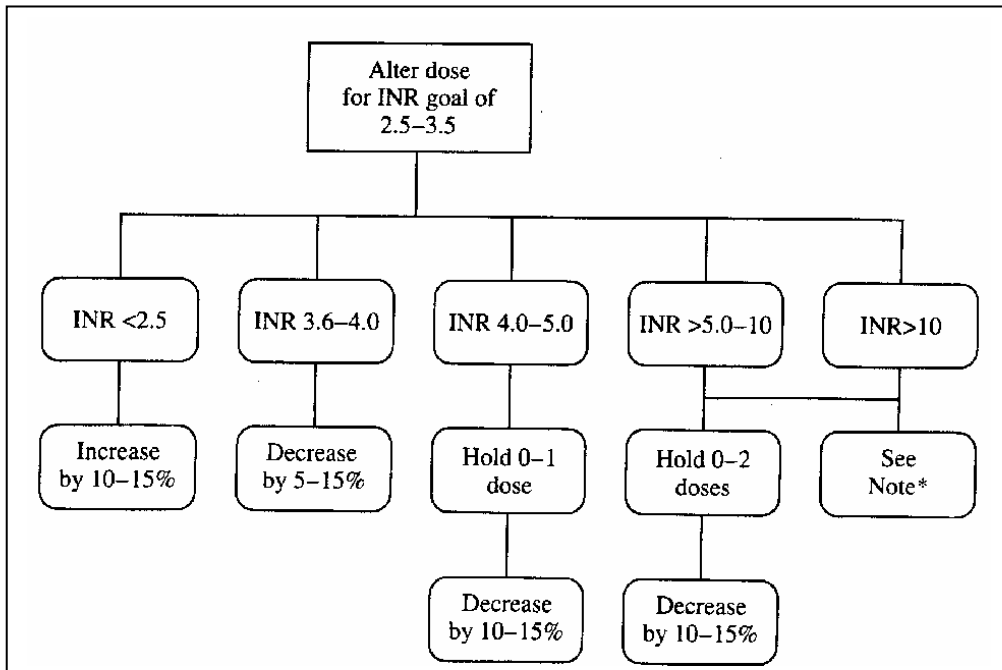 Alter dose
for INR goal of
2.5–3.5
INR <2.5
INR 3.6–4.0
INR 4.0–5.0
INR >5.0–10
INR>10
Increase
by 10–15%
Decrease
by 5–15%
Hold 0–1
dose
Hold 0–2
doses
See
Note*
Decrease
by 10–15%
Decrease
by 10–15%